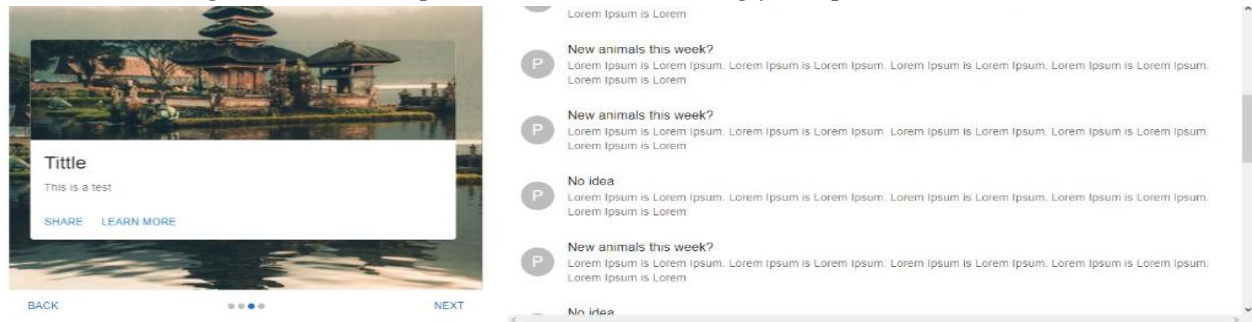 Tittle
This is a test
SHARE LEARN MORE
BACK
NEXT
Lorem Ipsum is Lorem
P
New animals this week?
Lorem Ipsum is Lorem Ipsum. Lorem Ipsum is Lorem Ipsum. Lorem Ipsum is Lorem Ipsum. Lorem Ipsum is Lorem Ipsum.
Lorem Ipsum is Lorem
P
New animals this week?
Lorem Ipsum is Lorem Ipsum. Lorem Ipsum is Lorem Ipsum. Lorem Ipsum is Lorem Ipsum. Lorem Ipsum is Lorem Ipsum.
Lorem Ipsum is Lorem
P
No idea
Lorem Ipsum is Lorem Ipsum. Lorem Ipsum is Lorem Ipsum. Lorem Ipsum is Lorem Ipsum. Lorem Ipsum is Lorem Ipsum.
Lorem Ipsum is Lorem
P
New animals this week?
Lorem Ipsum is Lorem Ipsum. Lorem Ipsum is Lorem Ipsum. Lorem Ipsum is Lorem Ipsum. Lorem Ipsum is Lorem Ipsum.
Lorem Ipsum is Lorem
No idea